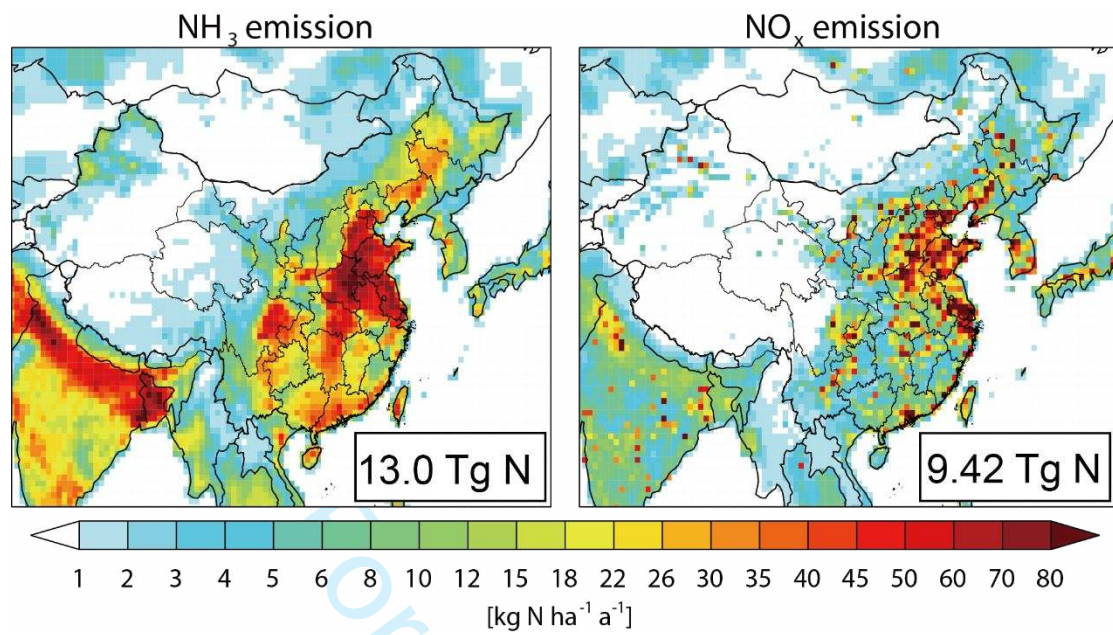 NH₃ emission
NOₓ emission
13.0 Tg N
9.42 Tg N
1 2 3 4 5 6 8 10 12 15 18 22 26 30 35 40 45 50 60 70 80
[kg N ha⁻¹ a⁻¹]
For